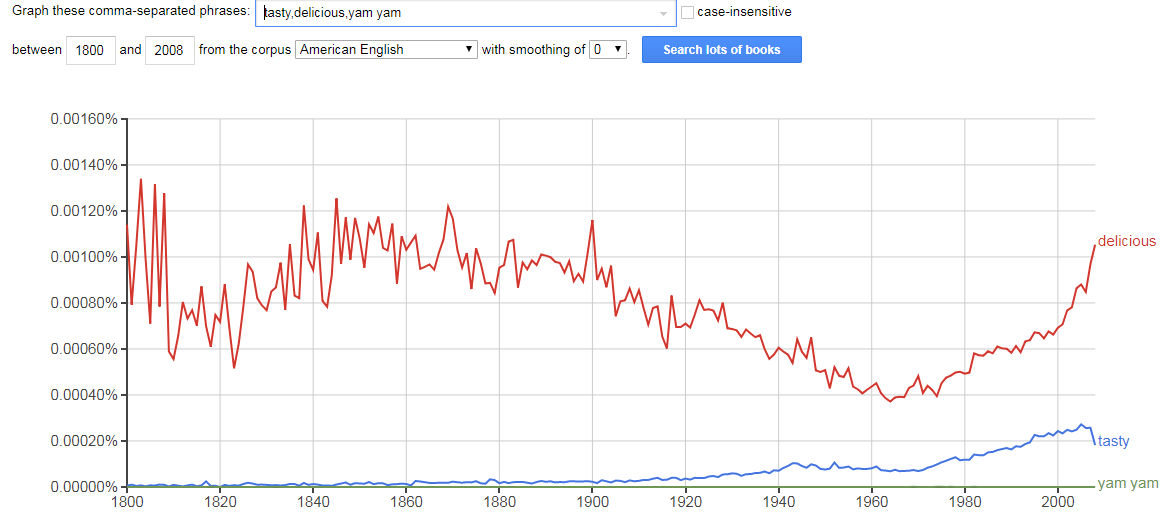 Graph these comma-separated phrases: tasty,delicious,yam yam case-insensitive
between 1800 and 2008 from the corpus American English with smoothing of 0 . Search lots of books
0.00160%
0.00140%
0.00120%
0.00100%
delicious
0.00080%
0.00060%
0.00040%
0.00020%
tasty
0.00000%
yam yam
1800 1820 1840 1860 1880 1900 1920 1940 1960 1980 2000